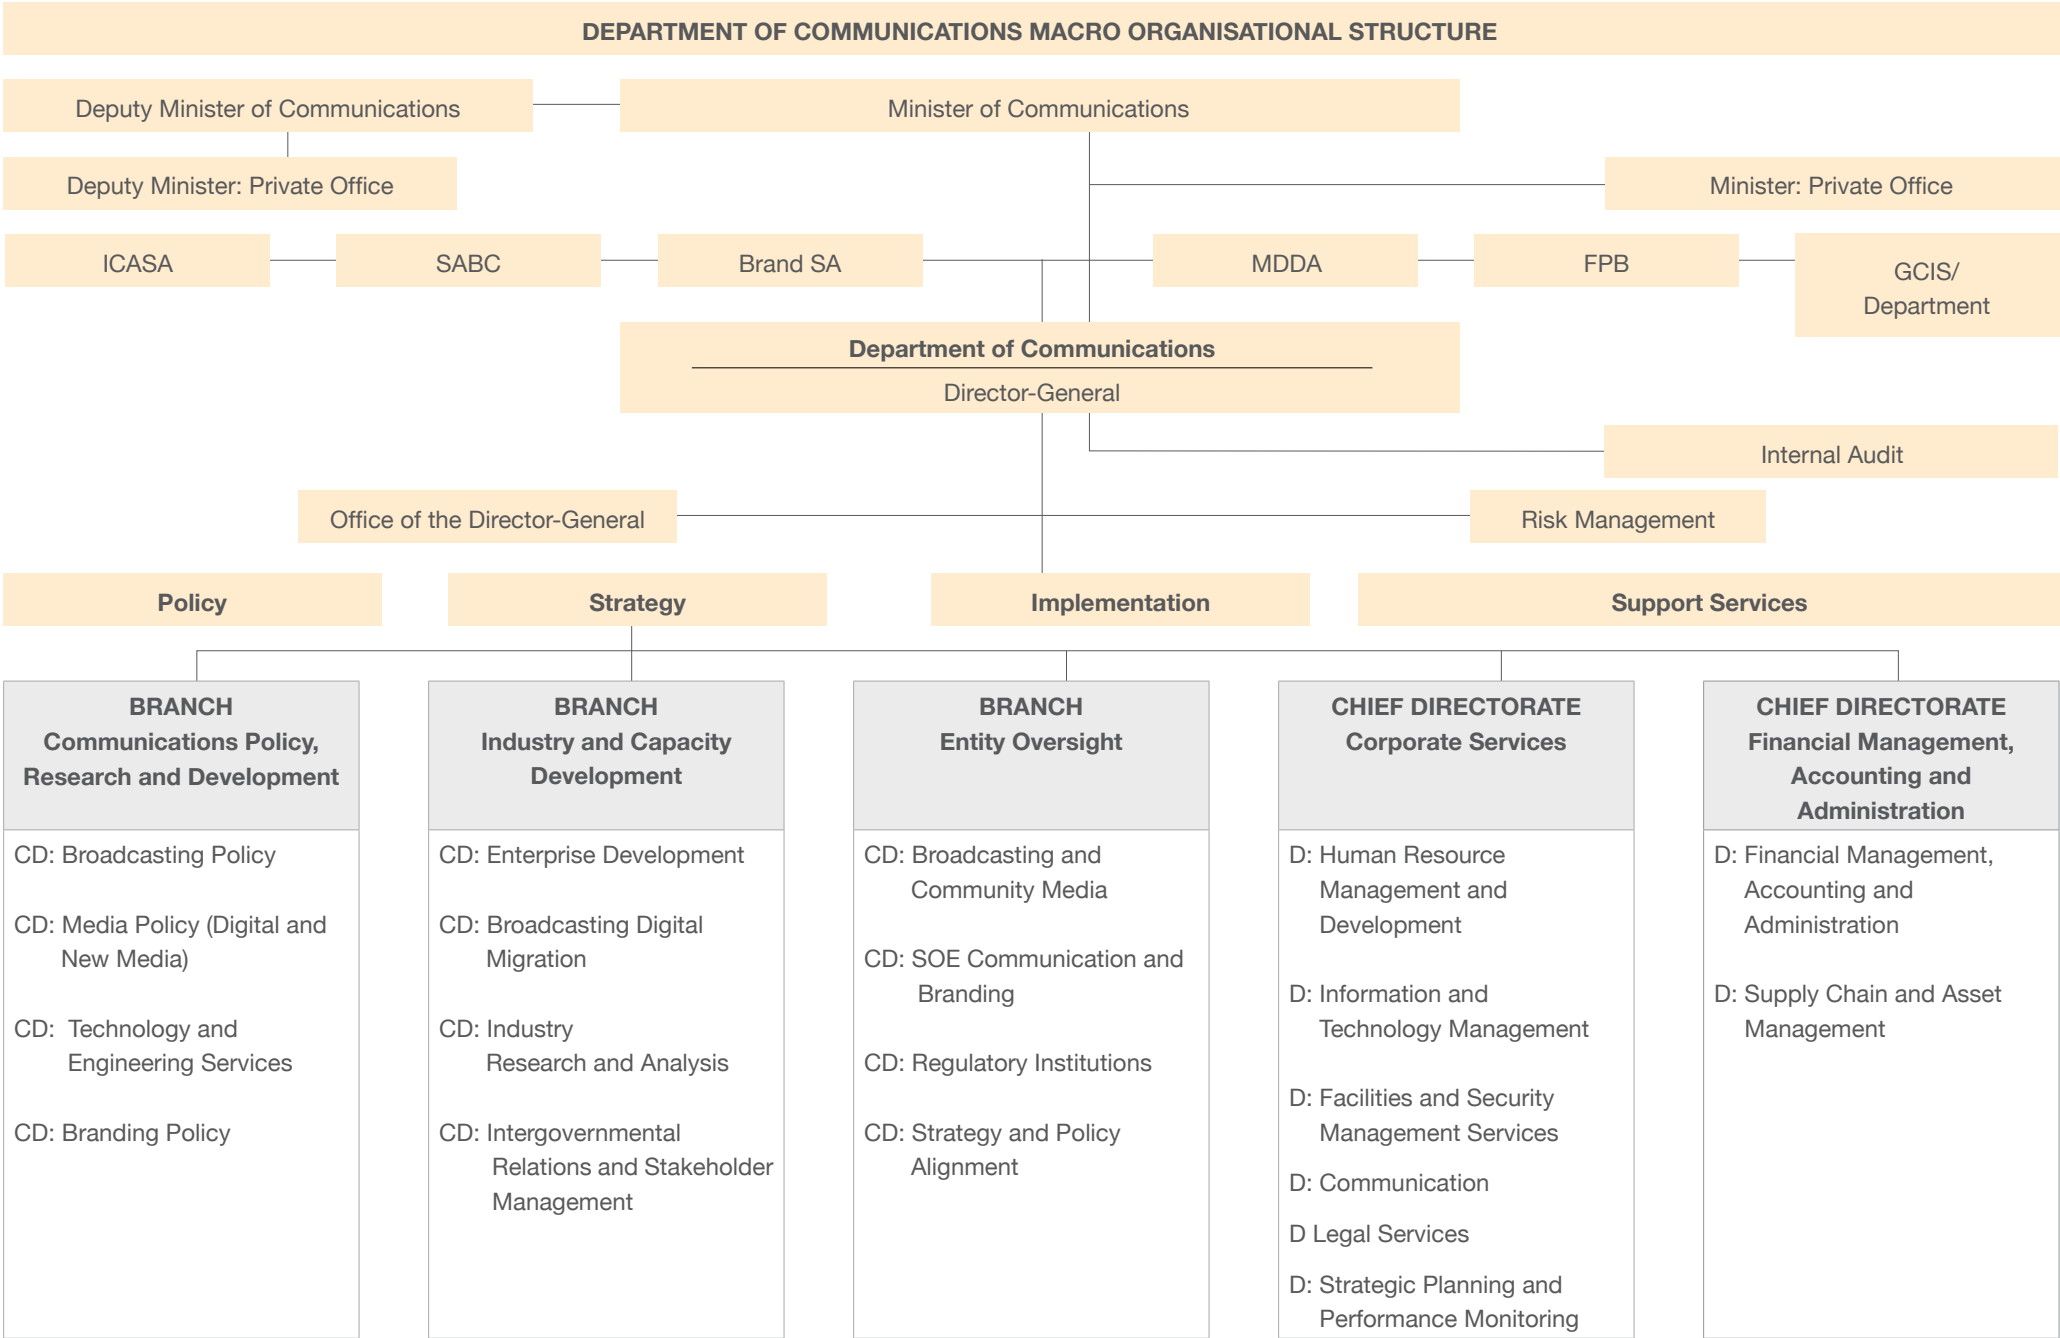 DEPARTMENT OF COMMUNICATIONS MACRO ORGANISATIONAL STRUCTURE
Deputy Minister of Communications
Minister of Communications
Deputy Minister: Private Office
Minister: Private Office
ICASA
SABC
Brand SA
MDDA
FPB
GCIS/
Department
Department of Communications
Director-General
Internal Audit
Office of the Director-General
Risk Management
Policy
Strategy
Implementation
Support Services
BRANCH
Communications Policy,
Research and Development
CD: Broadcasting Policy
CD: Media Policy (Digital and
New Media)
CD: Technology and
Engineering Services
CD: Branding Policy
BRANCH
Industry and Capacity
Development
CD: Enterprise Development
CD: Broadcasting Digital
Migration
CD: Industry
Research and Analysis
CD: Intergovernmental
Relations and Stakeholder
Management
BRANCH
Entity Oversight
CD: Broadcasting and
Community Media
CD: SOE Communication and
Branding
CD: Regulatory Institutions
CD: Strategy and Policy
Alignment
CHIEF DIRECTORATE
Corporate Services
D: Human Resource
Management and
Development
D: Information and
Technology Management
D: Facilities and Security
Management Services
D: Communication
D Legal Services
D: Strategic Planning and
Performance Monitoring
CHIEF DIRECTORATE
Financial Management,
Accounting and
Administration
D: Financial Management,
Accounting and
Administration
D: Supply Chain and Asset
Management